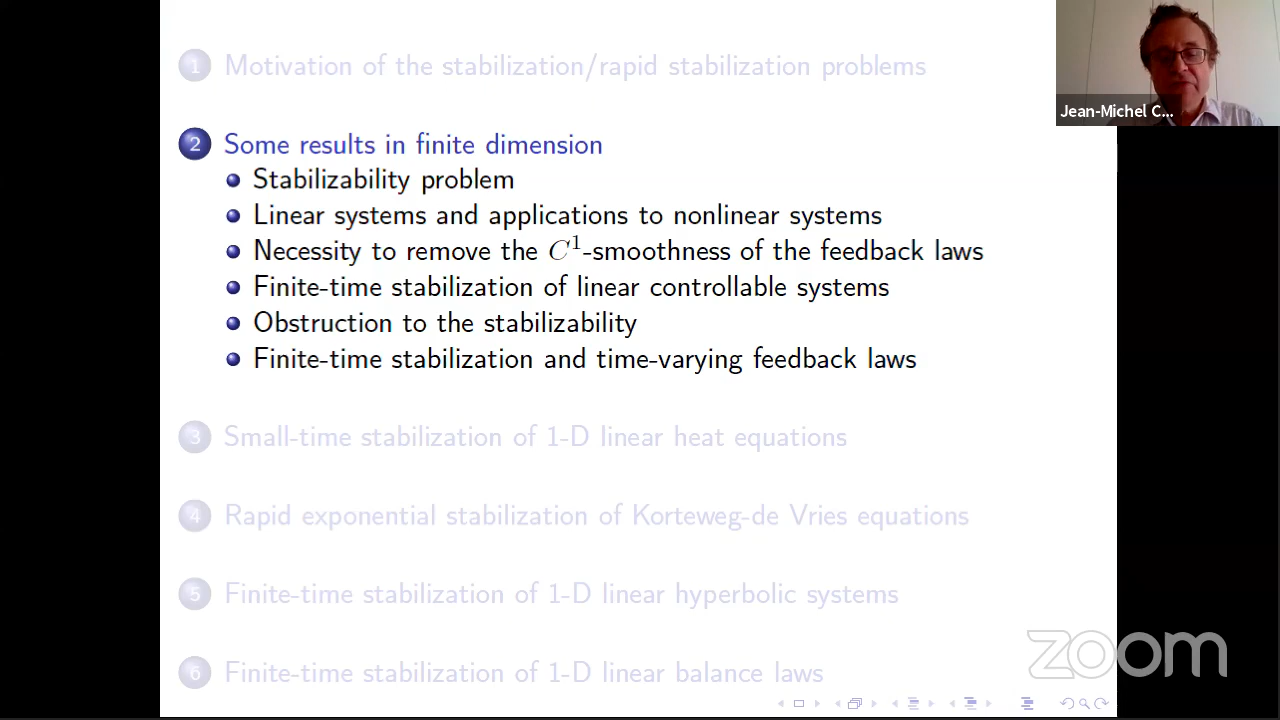 1 Motivation of the stabilization/rapid stabilization problems
Jean-Michel C...
2 Some results in finite dimension
Stabilizability problem
Linear systems and applications to nonlinear systems
Necessity to remove the C¹-smoothness of the feedback laws
Finite-time stabilization of linear controllable systems
Obstruction to the stabilizability
Finite-time stabilization and time-varying feedback laws
3 Small-time stabilization of 1-D linear heat equations
4 Rapid exponential stabilization of Korteweg-de Vries equations
5 Finite-time stabilization of 1-D linear hyperbolic systems
6 Finite-time stabilization of 1-D linear balance laws
zoom